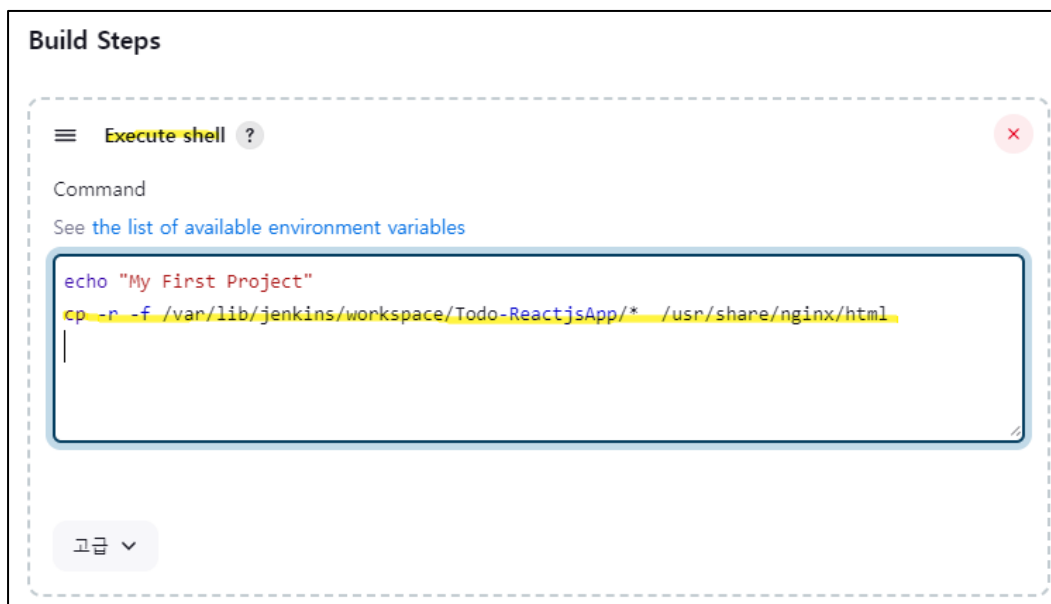 Build Steps
Execute shell ?
Command
See the list of available environment variables
echo "My First Project"
cp -r -f /var/lib/jenkins/workspace/Todo-ReactjsApp/*  /usr/share/nginx/html
고급